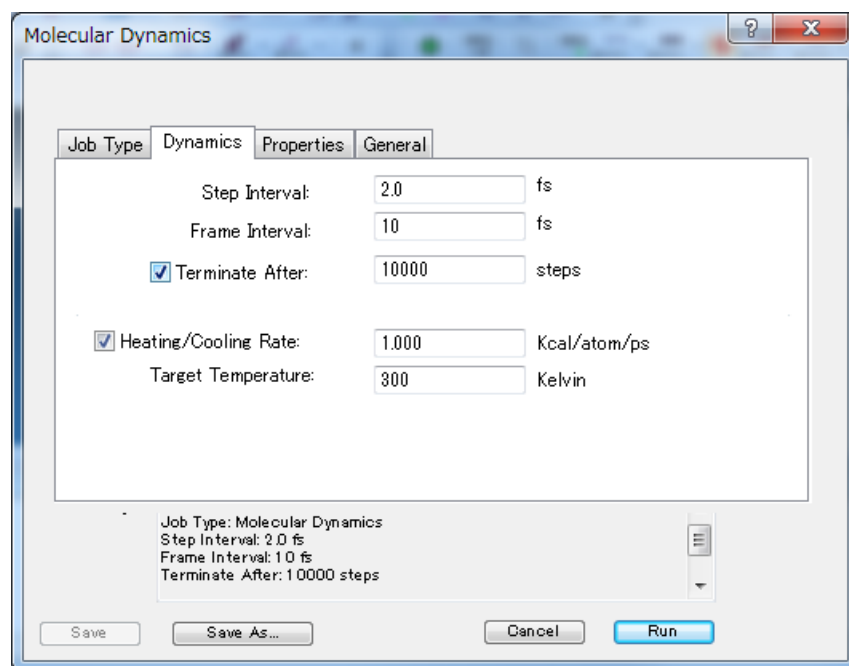 Molecular Dynamics
?
Job Type Dynamics Properties General
Step Interval: 2.0 fs
Frame Interval: 10 fs
Terminate After: 10000 steps
Heating/Cooling Rate: 1.000 Kcal/atom/ps
Target Temperature: 300 Kelvin
Job Type: Molecular Dynamics
Step Interval: 2.0 fs
Frame Interval: 10 fs
Terminate After: 10000 steps
Save Save As... Cancel Run